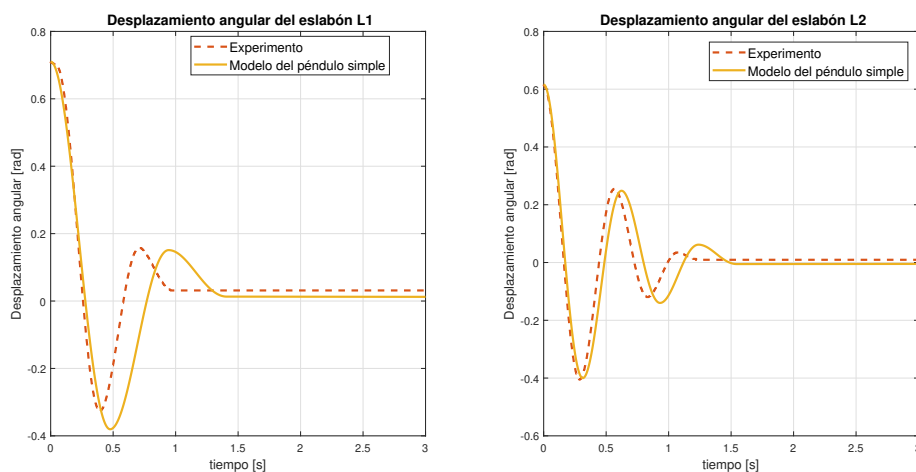 Desplazamiento angular del eslabón L1
Experimento
Modelo del péndulo simple
Desplazamiento angular [rad]
0.8
0.6
0.4
0.2
0
-0.2
-0.4
0
0.5
1
1.5
2
2.5
3
tiempo [s]
Desplazamiento angular del eslabón L2
Experimento
Modelo del péndulo simple
Desplazamiento angular [rad]
0.8
0.6
0.4
0.2
0
-0.2
-0.4
-0.6
0
0.5
1
1.5
2
2.5
3
tiempo [s]